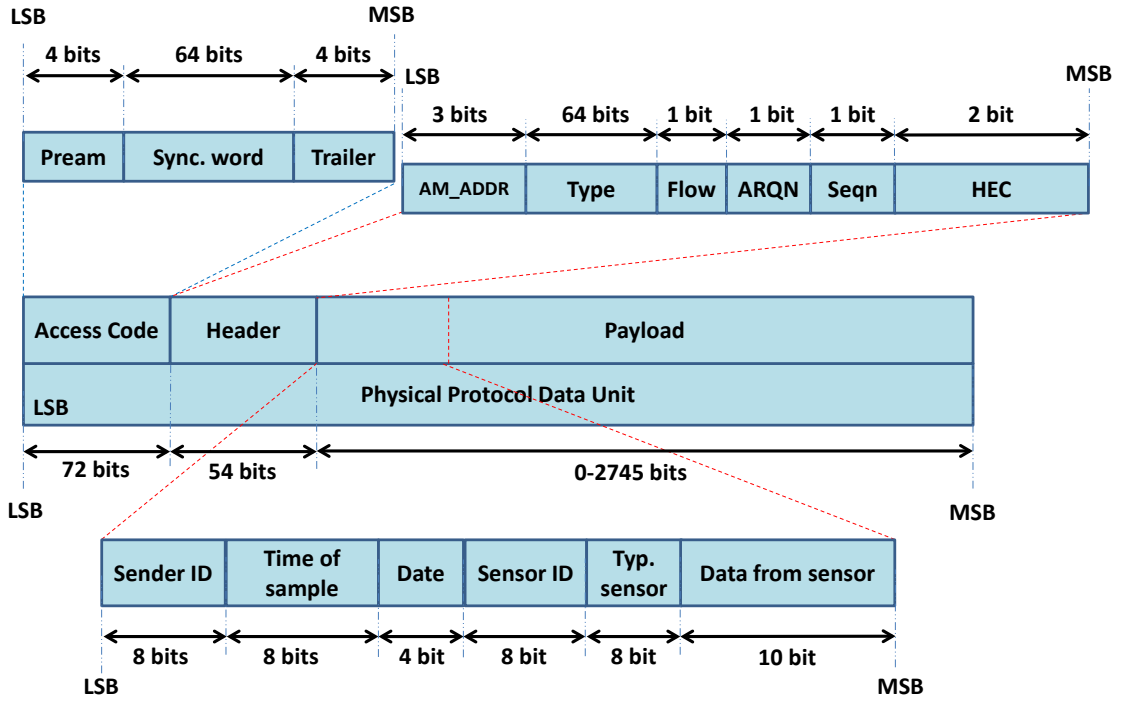 LSB
MSB
4 bits
64 bits
4 bits
LSB
MSB
3 bits
64 bits
1 bit
1 bit
1 bit
2 bit
Pream
Sync. word
Trailer
AM_ADDR
Type
Flow
ARQN
Seqn
HEC
Access Code
Header
Payload
Physical Protocol Data Unit
LSB
72 bits
54 bits
0-2745 bits
LSB
MSB
Sender ID
Time of
sample
Date
Sensor ID
Typ.
sensor
Data from sensor
8 bits
8 bits
4 bit
8 bit
8 bit
10 bit
LSB
MSB